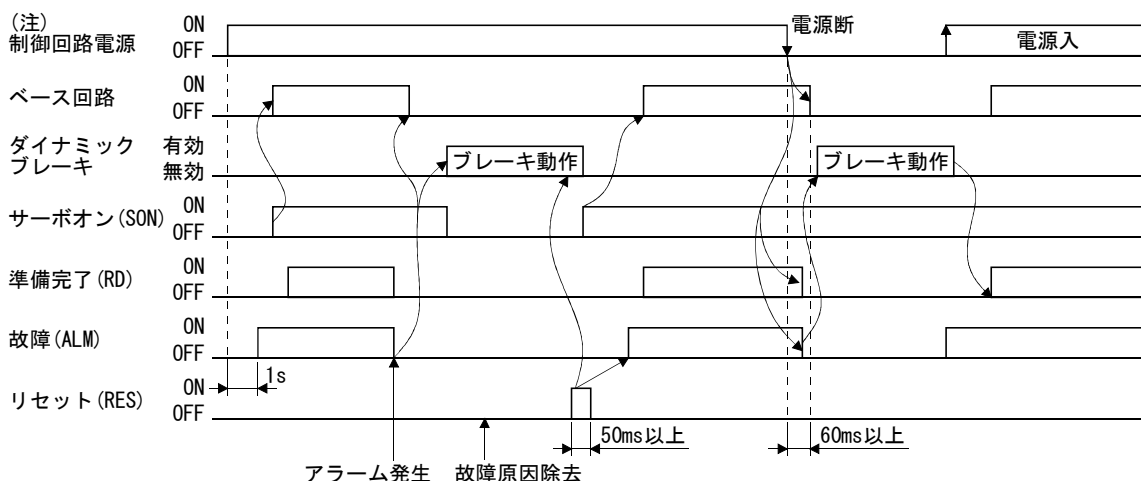 (注)
制御回路電源
ON
OFF
電源断
電源入
ベース回路
ON
OFF
ダイナミック
ブレーキ
有効
無効
ブレーキ動作
ブレーキ動作
サーボオン(SON)
ON
OFF
準備完了(RD)
ON
OFF
故障(ALM)
ON
OFF
1s
リセット(RES)
ON
OFF
50ms以上
60ms以上
アラーム発生
故障原因除去